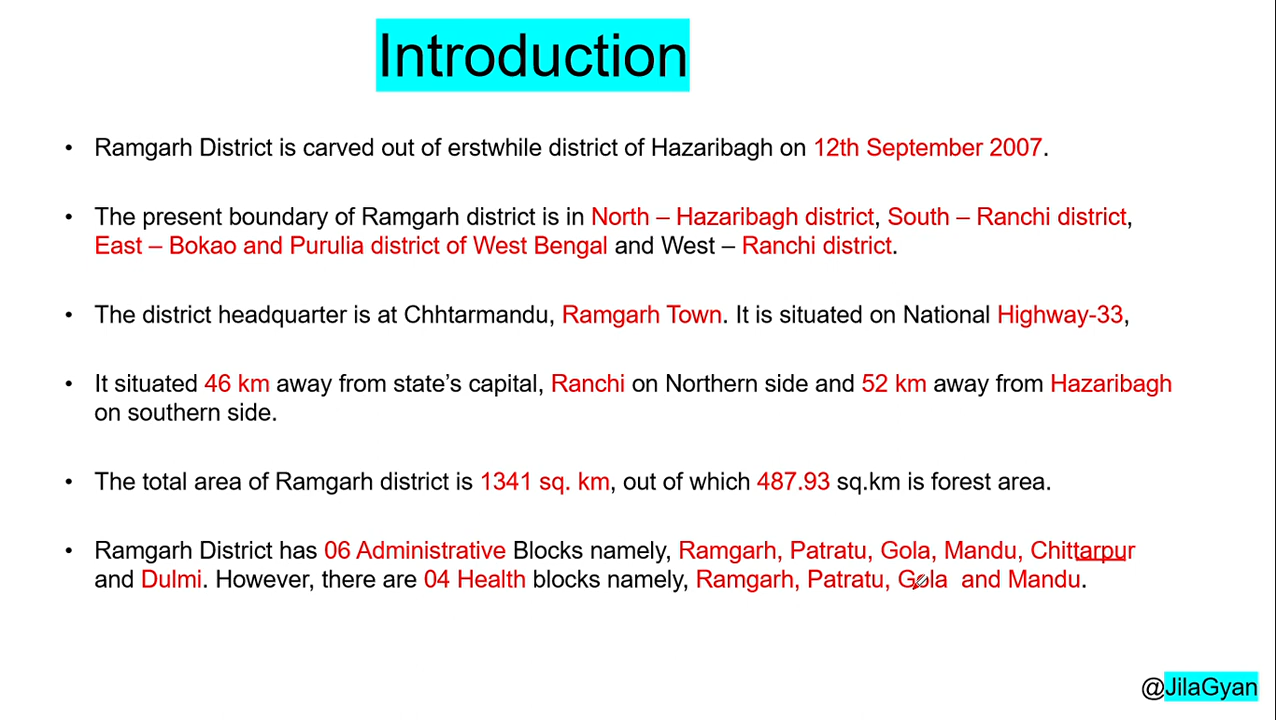 Introduction
• Ramgarh District is carved out of erstwhile district of Hazaribagh on 12th September 2007.
• The present boundary of Ramgarh district is in North – Hazaribagh district, South – Ranchi district,
East – Bokao and Purulia district of West Bengal and West – Ranchi district.
• The district headquarter is at Chhtarmandu, Ramgarh Town. It is situated on National Highway-33,
• It situated 46 km away from state’s capital, Ranchi on Northern side and 52 km away from Hazaribagh
on southern side.
• The total area of Ramgarh district is 1341 sq. km, out of which 487.93 sq.km is forest area.
• Ramgarh District has 06 Administrative Blocks namely, Ramgarh, Patratu, Gola, Mandu, Chittarpur
and Dulmi. However, there are 04 Health blocks namely, Ramgarh, Patratu, Gola  and Mandu.
@JilaGyan